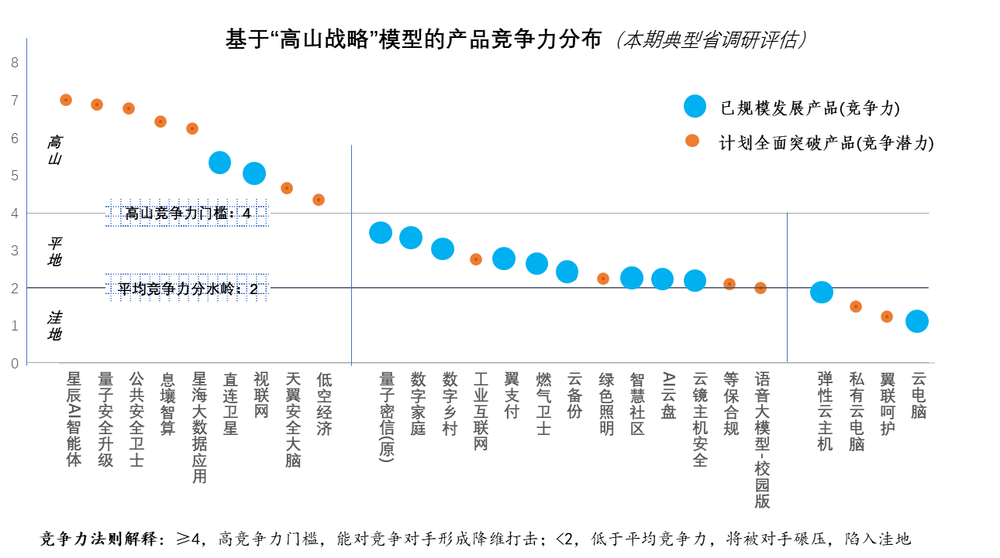 基于“高山战略”模型的产品竞争力分布（本期典型省调研评估）
已规模发展产品(竞争力)
计划全面突破产品(竞争潜力)
8
7
6
5
4
3
2
1
0
高山
平地
洼地
高山竞争力门槛：4
平均竞争力分水岭：2
星辰AI智能体
量子安全升级
公共安全卫士
息壤智算
星海大数据应用
直连卫星
视联网
天翼安全大脑
低空经济
量子密信(原)
数字家庭
数字乡村
工业互联网
翼支付
燃气卫士
云备份
绿色照明
智慧社区
AI云盘
云镜主机安全
等保合规
语音大模型-校园版
弹性云主机
私有云电脑
翼联呵护
云电脑
竞争力法则解释：≥4，高竞争力门槛，能对竞争对手形成降维打击；<2，低于平均竞争力，将被对手碾压，陷入洼地